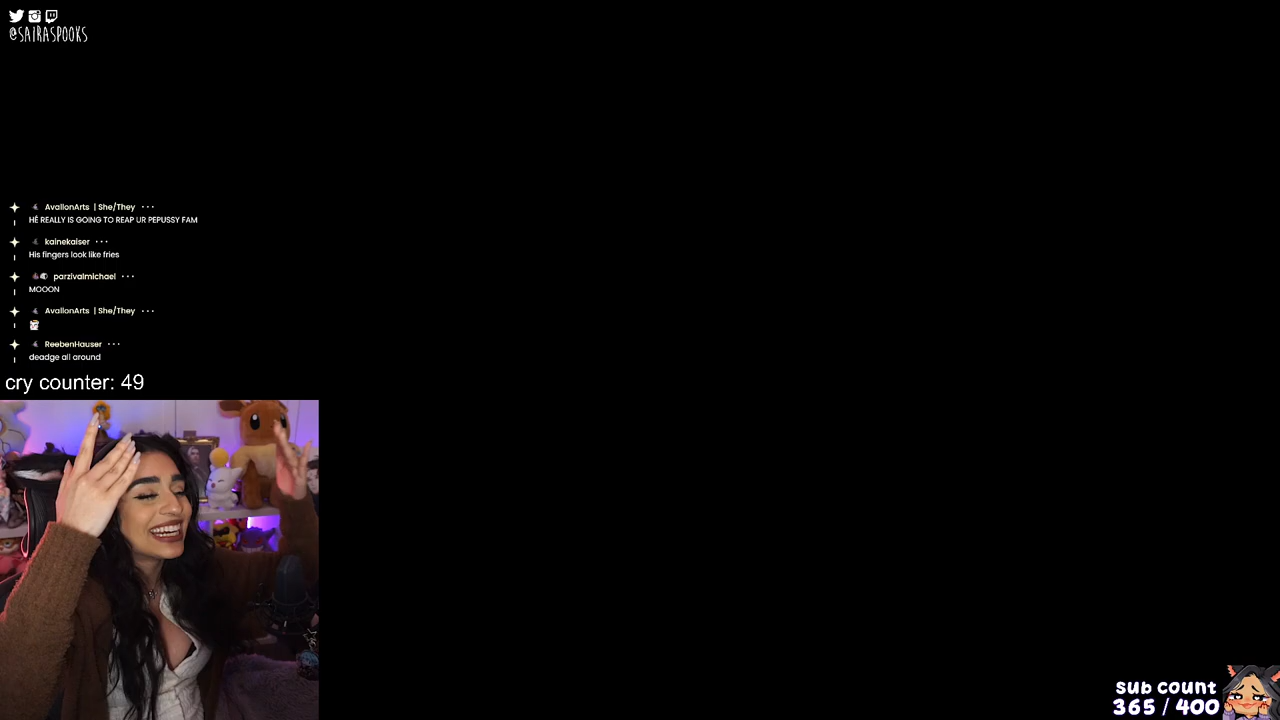 @SAIRASPOOKS
AvallonArts | She/They ···
HE REALLY IS GOING TO REAP UR PEPUSSY FAM
kainekaiser ···
His fingers look like fries
parzivalmichael ···
MOOON
AvallonArts | She/They ···
ReebenHauser ···
deadge all around
cry counter: 49
sub count
365 / 400